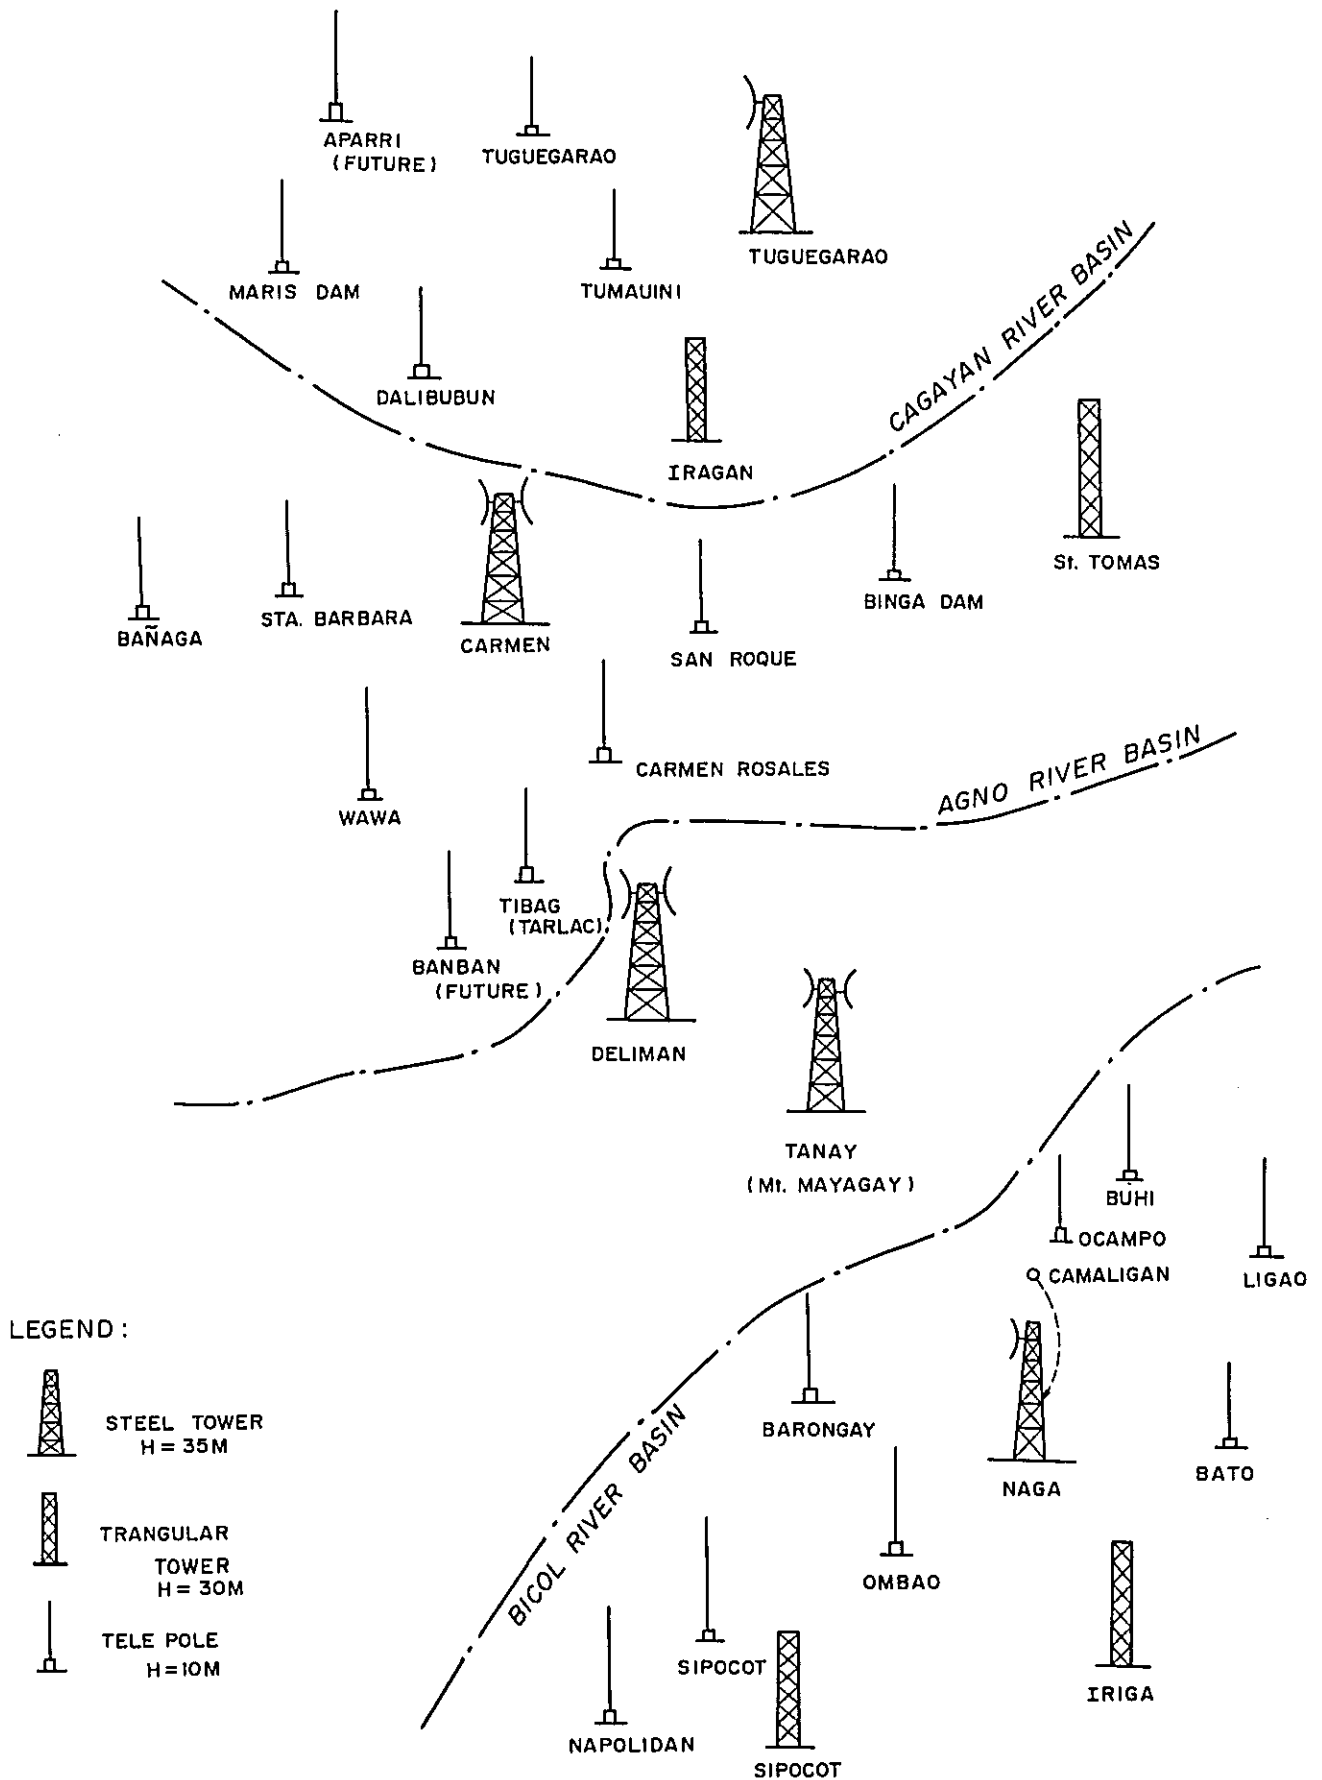 APARRI
(FUTURE)
TUGUEGARAO
TUGUEGARAO
MARIS DAM
TUMAUINI
DALIBUBUN
IRAGAN
CAGAYAN RIVER BASIN
St. TOMAS
BAÑAGA
STA. BARBARA
CARMEN
SAN ROQUE
BINGA DAM
CARMEN ROSALES
WAWA
AGNO RIVER BASIN
TIBAG
(TARLAC)
BANBAN
(FUTURE)
DELIMAN
TANAY
(Mt. MAYAGAY)
BUHI
OCAMPO
CAMALIGAN
LIGAO
BARONGAY
NAGA
BATO
BICOL RIVER BASIN
OMBAO
SIPOCOT
IRIGA
NAPOLIDAN
SIPOCOT
LEGEND :
STEEL TOWER
H = 35M
TRANGULAR
TOWER
H = 30M
TELE POLE
H = 10M